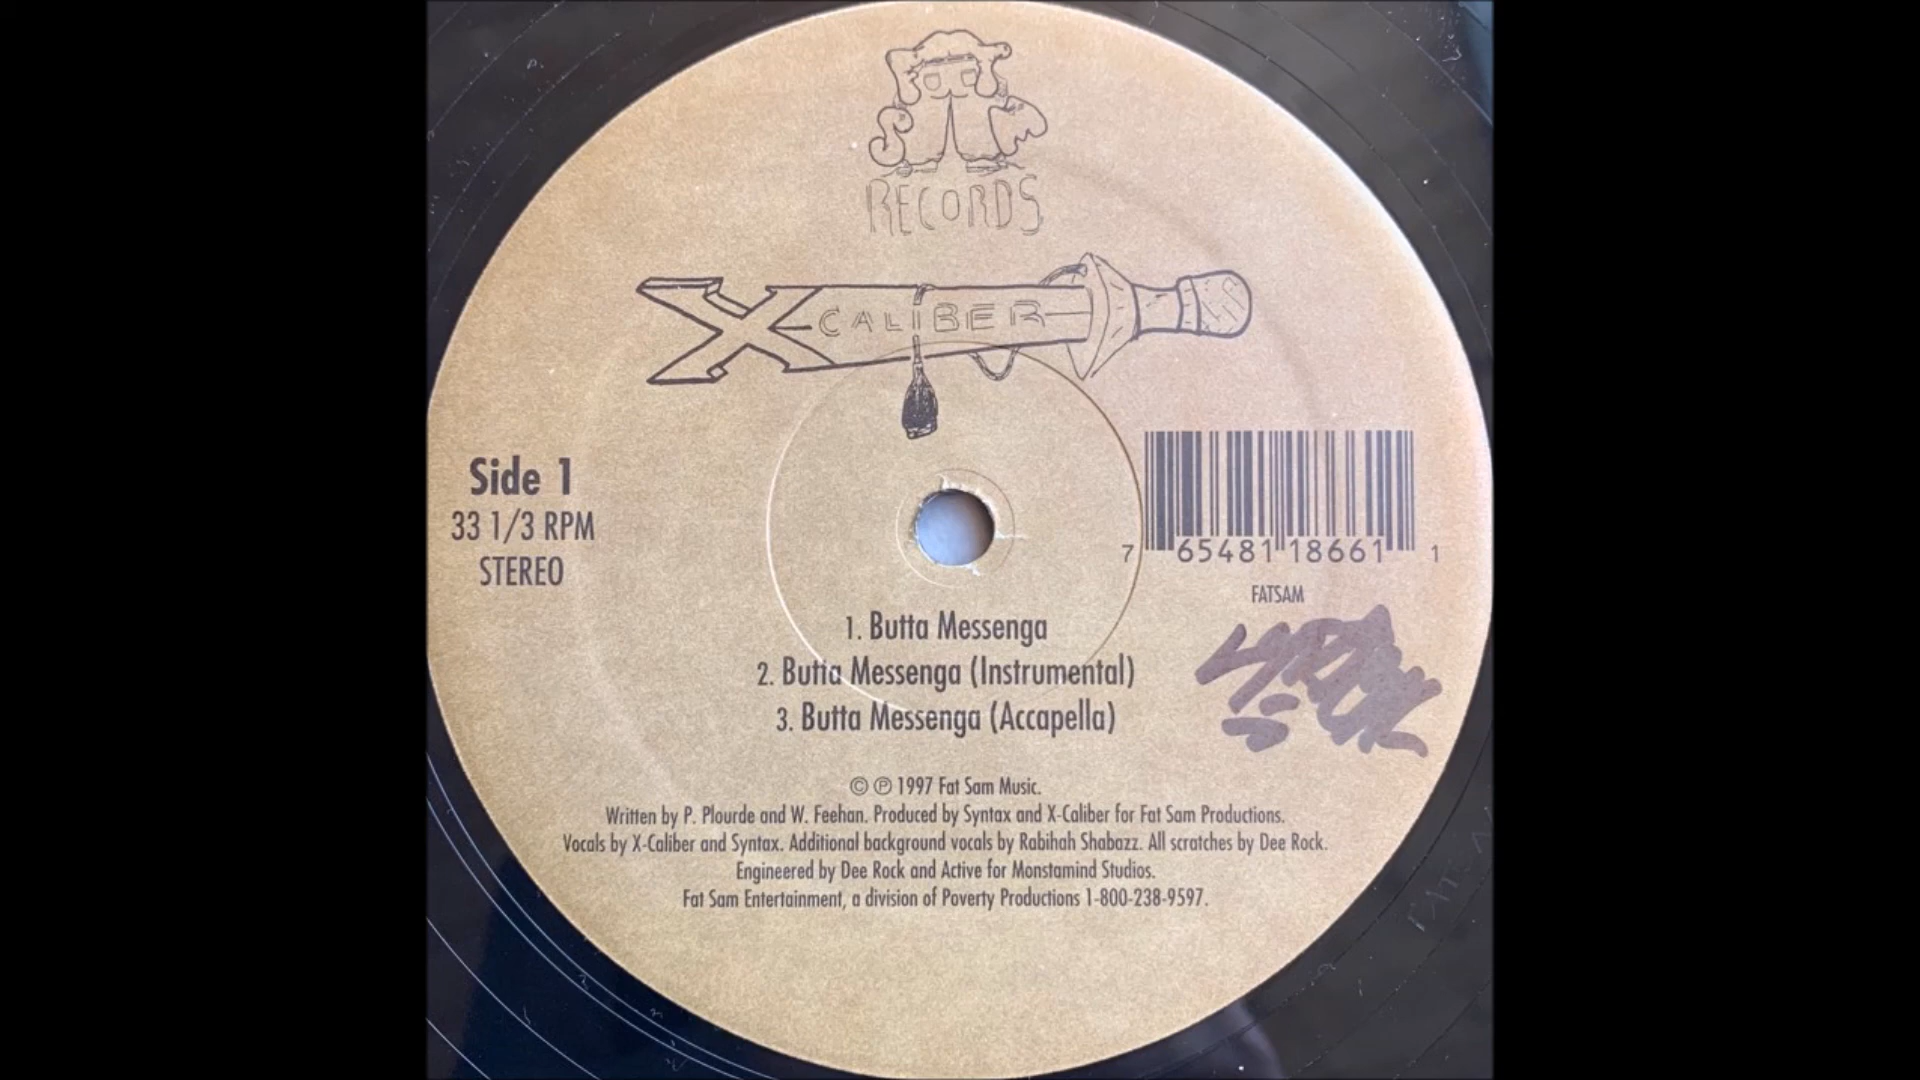 RECORDS
X CALIBER
Side 1
33 1/3 RPM
STEREO
7 65481 18661 1
FATSAM
1. Butta Messenga
2. Butta Messenga (Instrumental)
3. Butta Messenga (Accapella)
© ℗ 1997 Fat Sam Music.
Written by P. Plourde and W. Feehan. Produced by Syntax and X-Caliber for Fat Sam Productions.
Vocals by X-Caliber and Syntax. Additional background vocals by Rabihah Shabazz. All scratches by Dee Rock.
Engineered by Dee Rock and Active for Monstamind Studios.
Fat Sam Entertainment, a division of Poverty Productions 1-800-238-9597.